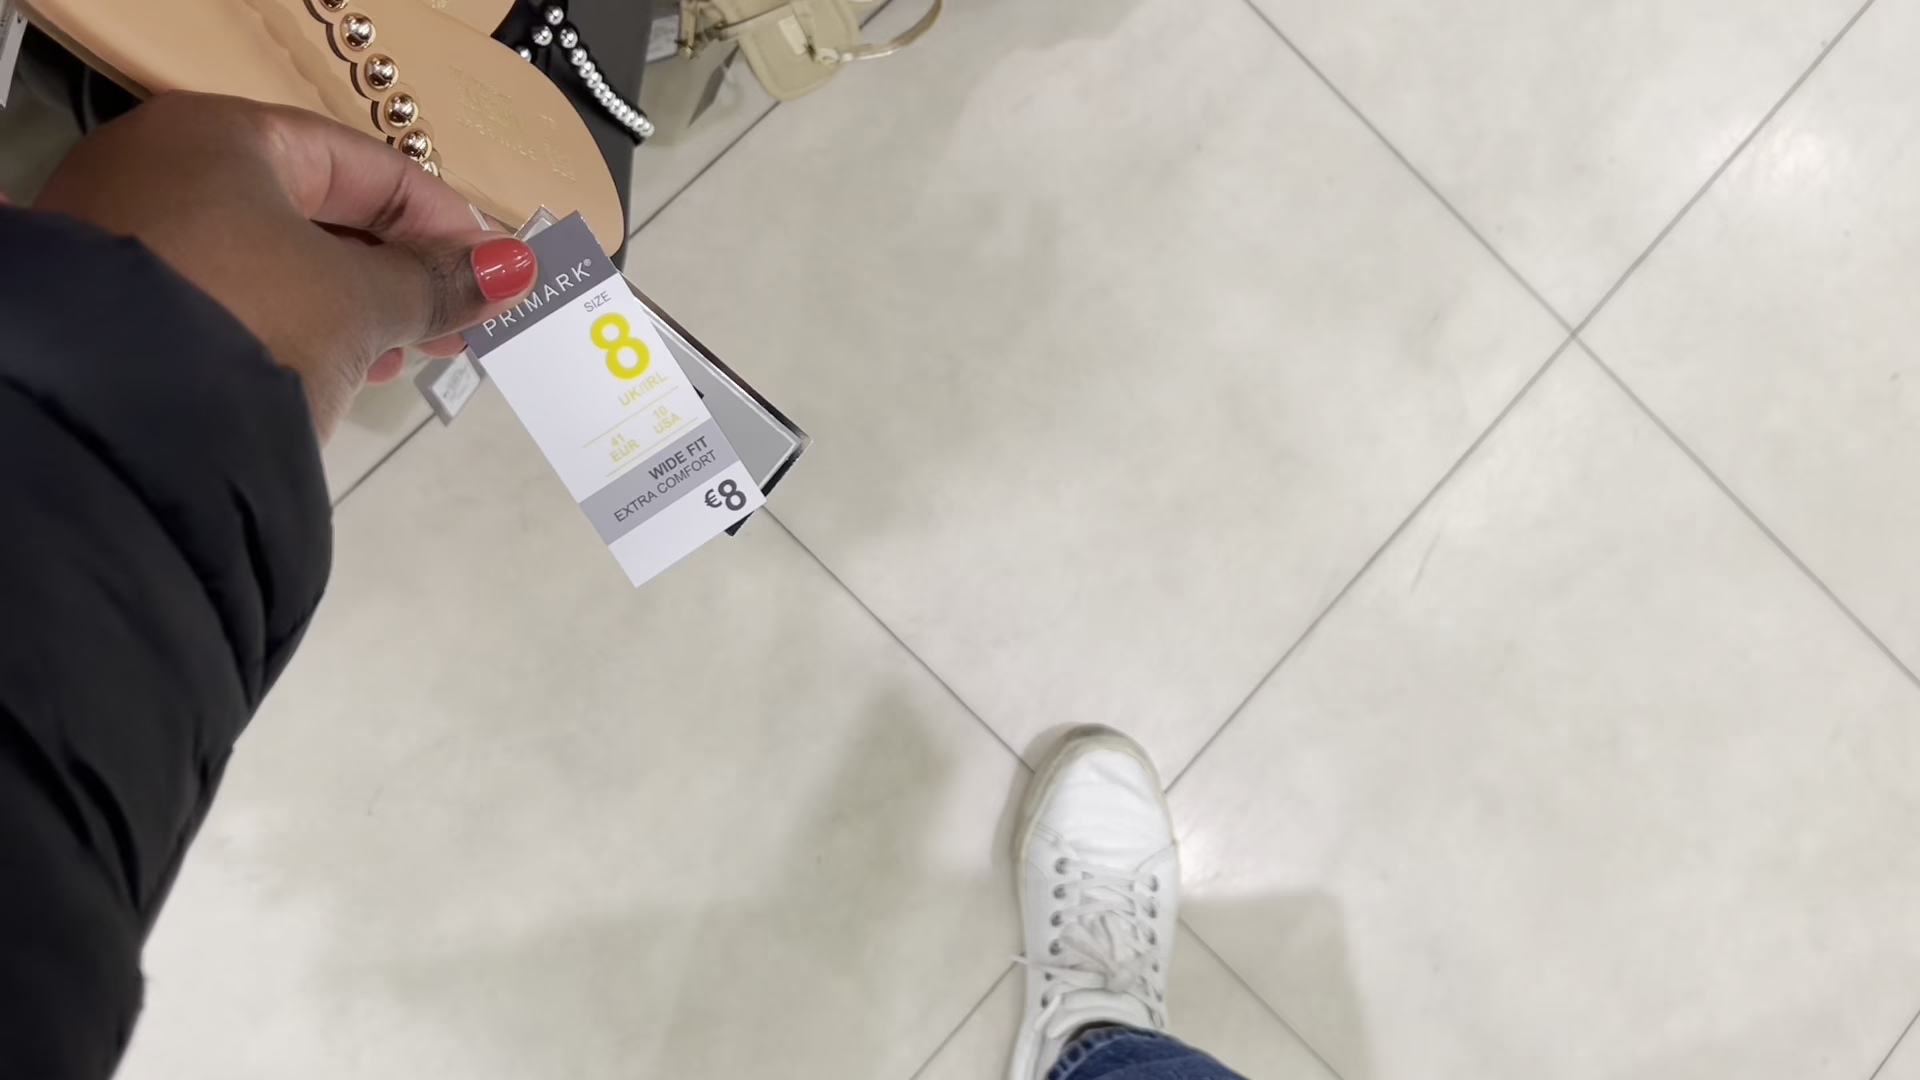 PRIMARK®
SIZE
8
UK/IRL
41 10
EUR USA
WIDE FIT
EXTRA COMFORT
€8